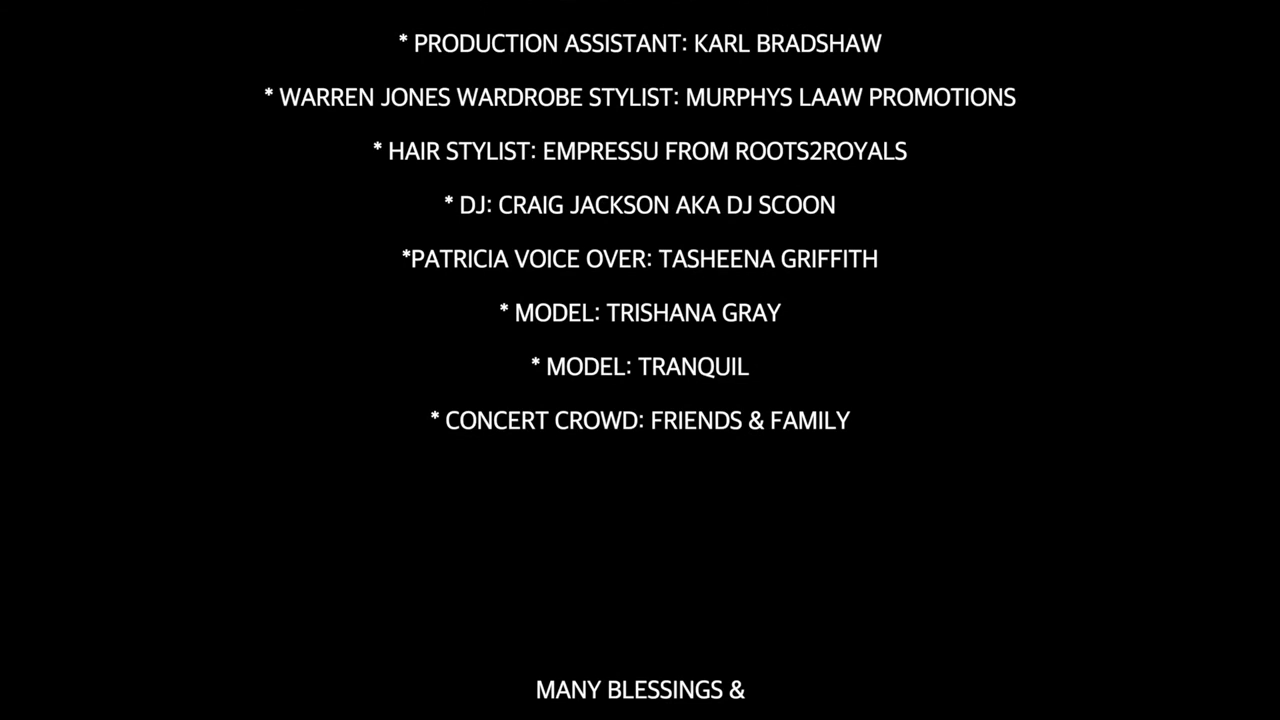 * PRODUCTION ASSISTANT: KARL BRADSHAW
* WARREN JONES WARDROBE STYLIST: MURPHYS LAAW PROMOTIONS
* HAIR STYLIST: EMPRESSU FROM ROOTS2ROYALS
* DJ: CRAIG JACKSON AKA DJ SCOON
*PATRICIA VOICE OVER: TASHEENA GRIFFITH
* MODEL: TRISHANA GRAY
* MODEL: TRANQUIL
* CONCERT CROWD: FRIENDS & FAMILY
MANY BLESSINGS &